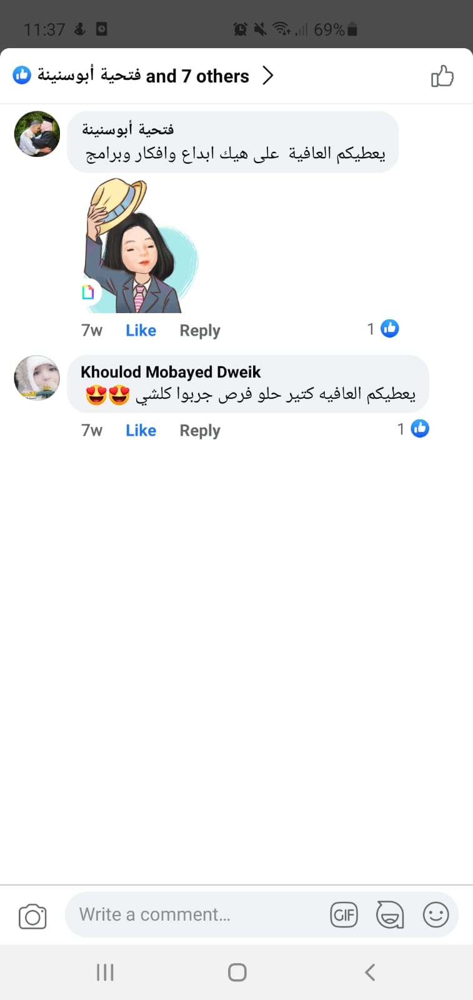 11:37
69%
فتحية أبوسنينة and 7 others
فتحية أبوسنينة
يعطيكم العافية على هيك ابداع وافكار وبرامج
7w Like Reply 1
Khoulod Mobayed Dweik
يعطيكم العافيه كتير حلو فرص جربوا كلشي 😍😍
7w Like Reply 1
Write a comment...
GIF